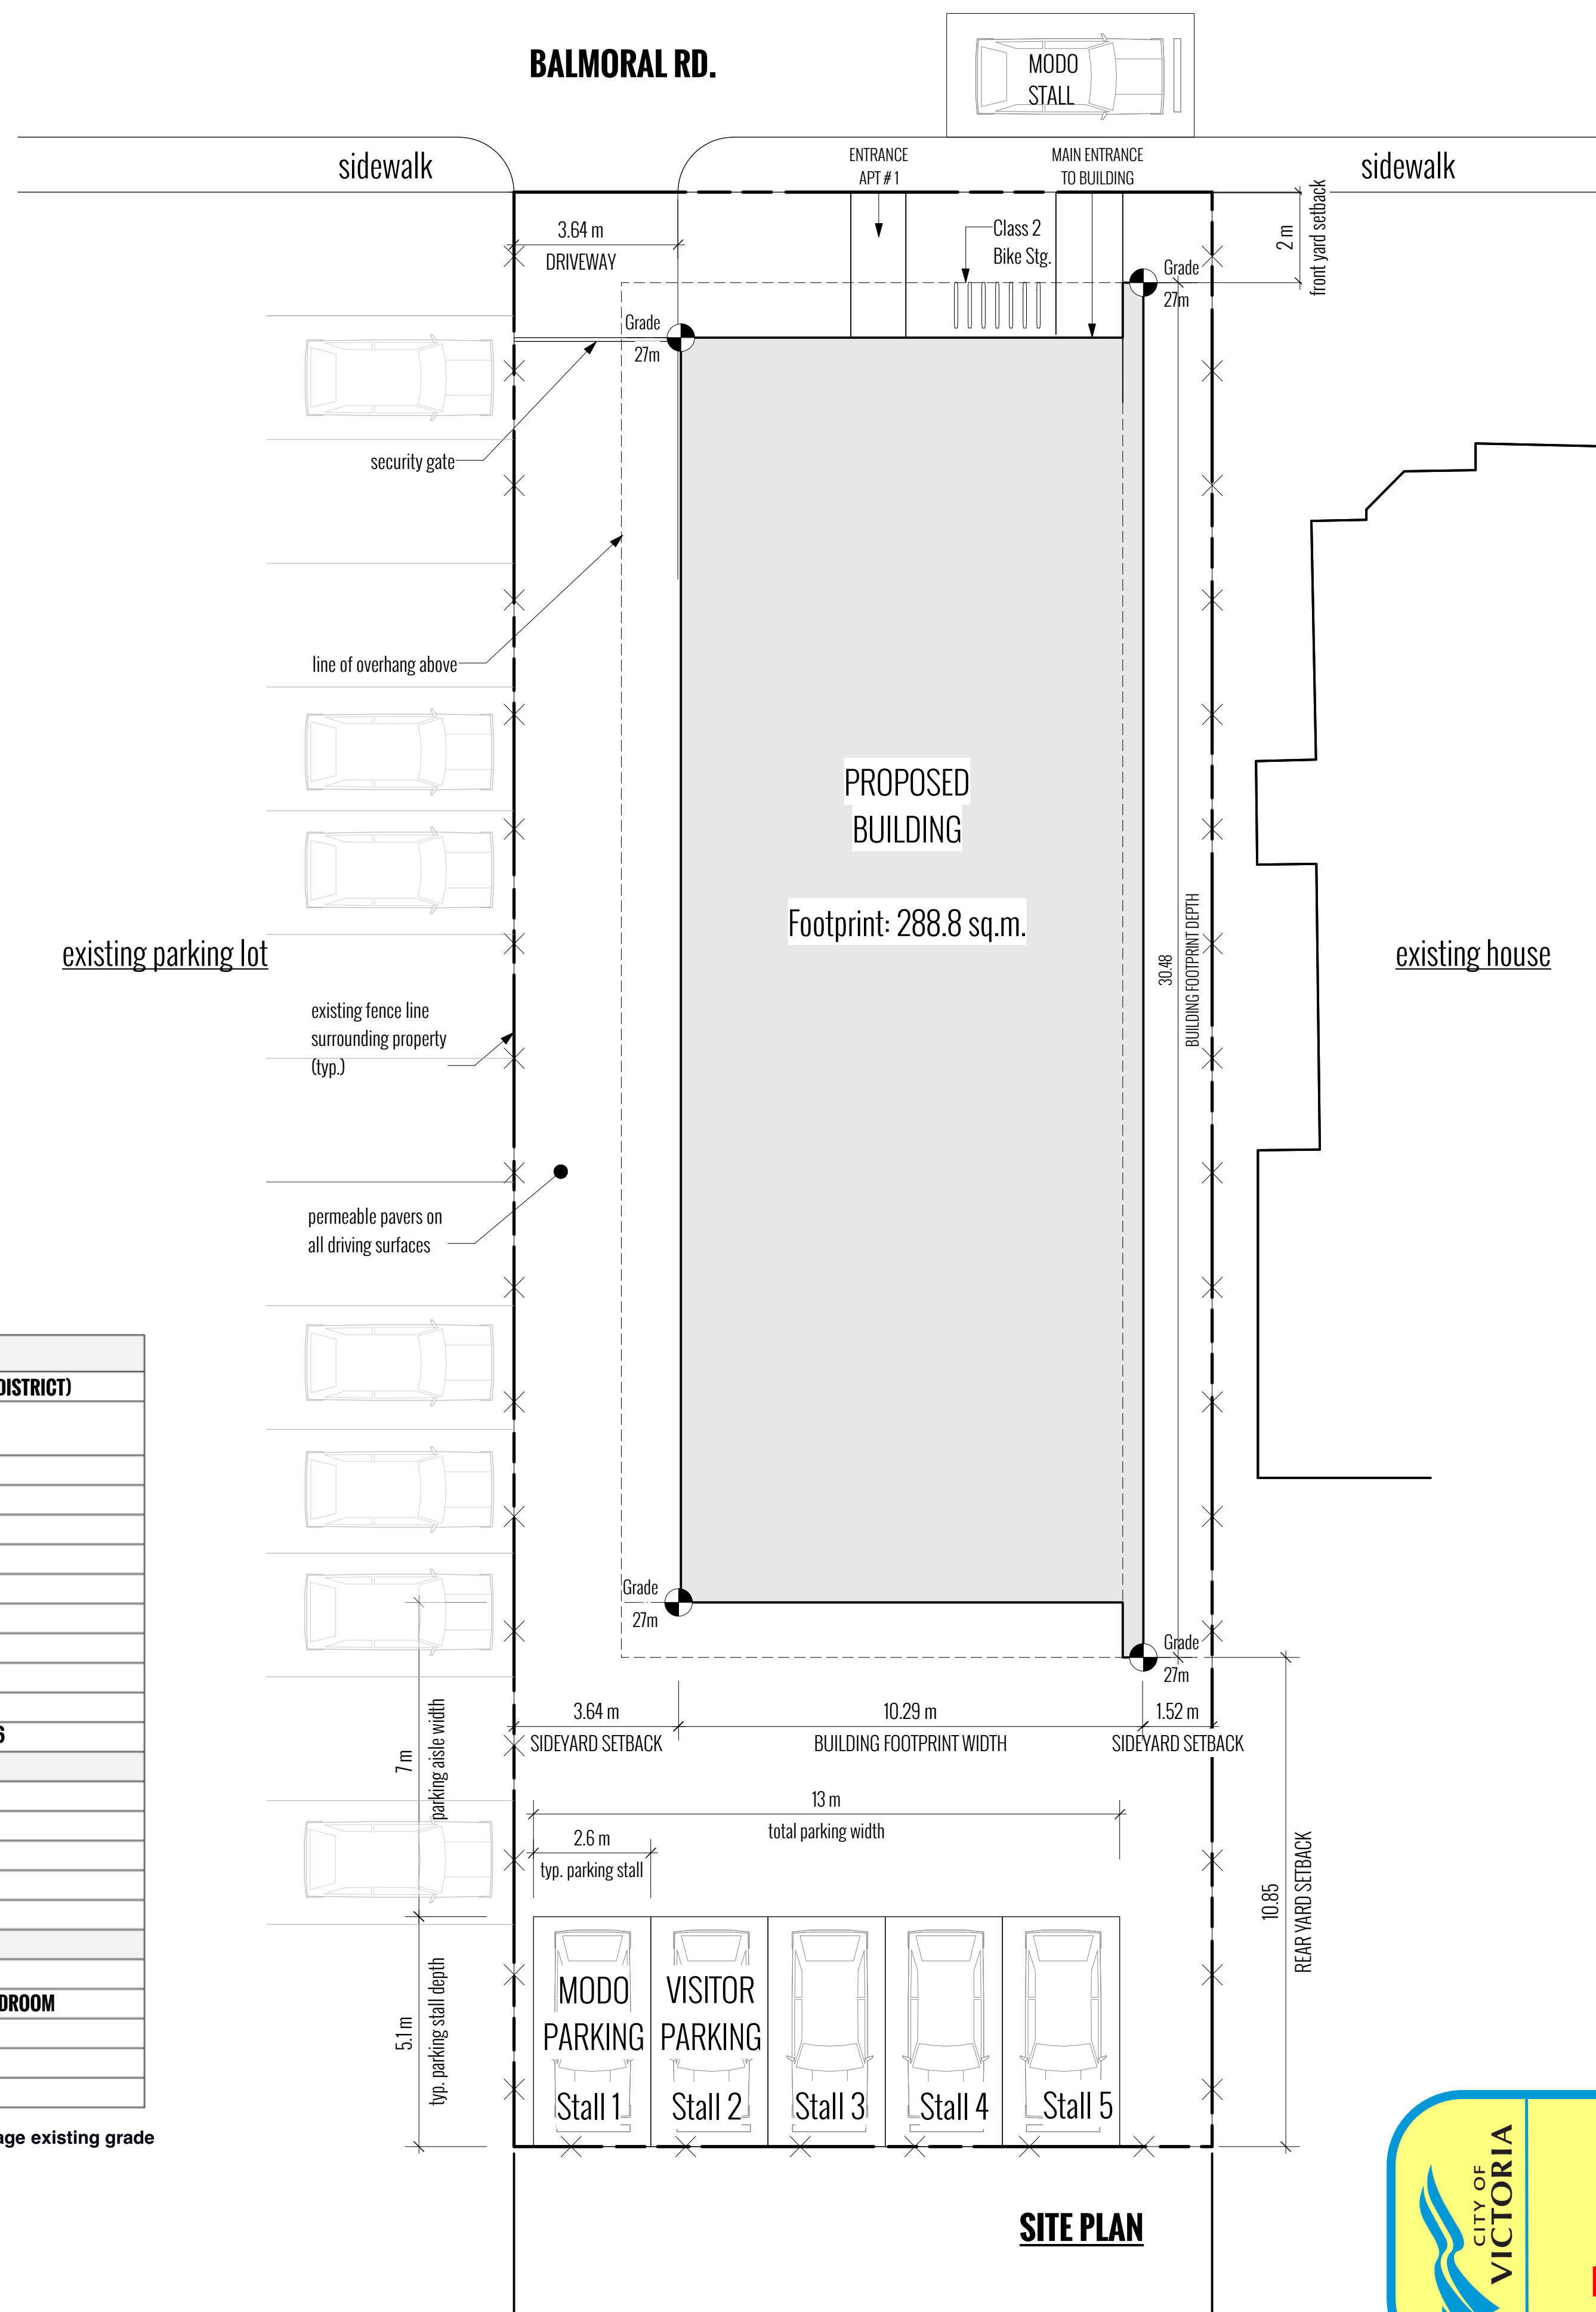 BALMORAL RD.
MODO
STALL
sidewalk
ENTRANCE
APT # 1
MAIN ENTRANCE
TO BUILDING
sidewalk
3.64 m
DRIVEWAY
Class 2
Bike Stg.
2 m
front yard setback
Grade
27m
Grade
27m
security gate
line of overhang above
PROPOSED
BUILDING
Footprint: 288.8 sq.m.
30.48
BUILDING FOOTPRINT DEPTH
existing parking lot
existing house
existing fence line
surrounding property
(typ.)
permeable pavers on
all driving surfaces
DISTRICT)
Grade
27m
Grade
27m
3.64 m
SIDEYARD SETBACK
10.29 m
BUILDING FOOTPRINT WIDTH
1.52 m
SIDEYARD SETBACK
7 m
parking aisle width
6
13 m
total parking width
2.6 m
typ. parking stall
10.85
REAR YARD SETBACK
DROOM
5.1 m
typ. parking stall depth
MODO
PARKING
Stall 1
VISITOR
PARKING
Stall 2
Stall 3
Stall 4
Stall 5
age existing grade
SITE PLAN
CITY OF
VICTORIA